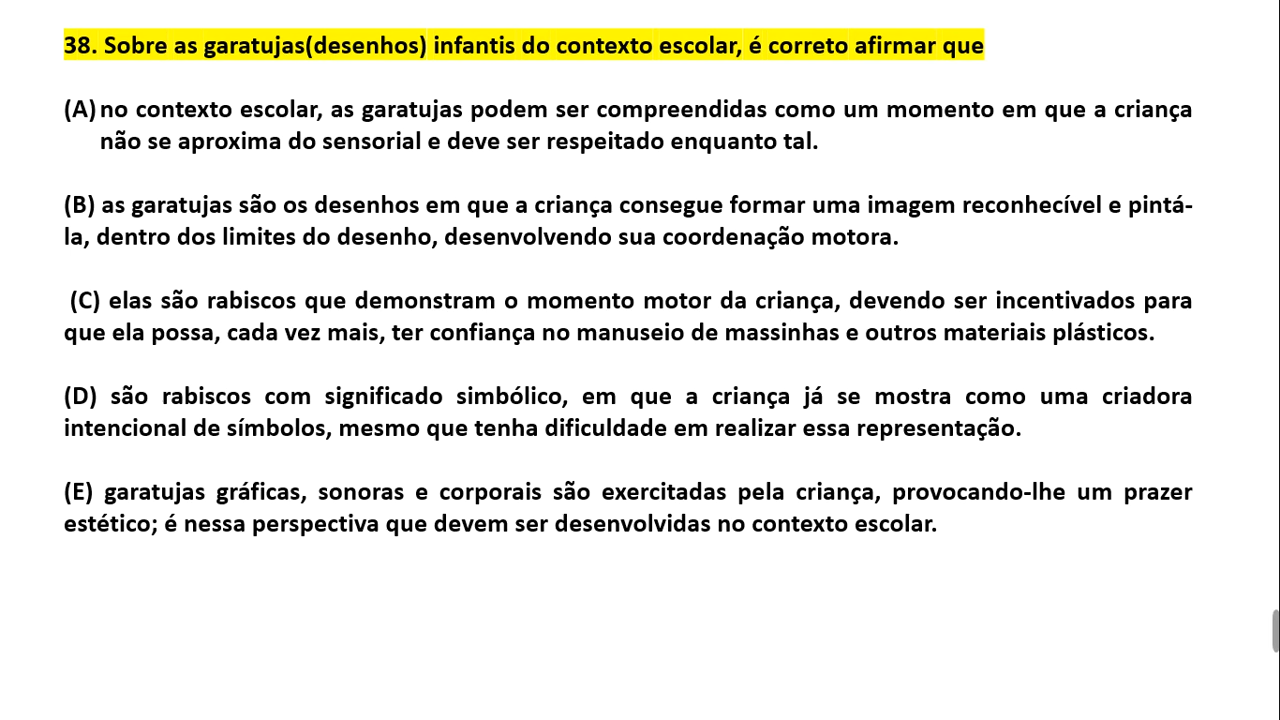 38. Sobre as garatujas(desenhos) infantis do contexto escolar, é correto afirmar que
(A) no contexto escolar, as garatujas podem ser compreendidas como um momento em que a criança
não se aproxima do sensorial e deve ser respeitado enquanto tal.
(B) as garatujas são os desenhos em que a criança consegue formar uma imagem reconhecível e pintá-
la, dentro dos limites do desenho, desenvolvendo sua coordenação motora.
(C) elas são rabiscos que demonstram o momento motor da criança, devendo ser incentivados para
que ela possa, cada vez mais, ter confiança no manuseio de massinhas e outros materiais plásticos.
(D) são rabiscos com significado simbólico, em que a criança já se mostra como uma criadora
intencional de símbolos, mesmo que tenha dificuldade em realizar essa representação.
(E) garatujas gráficas, sonoras e corporais são exercitadas pela criança, provocando-lhe um prazer
estético; é nessa perspectiva que devem ser desenvolvidas no contexto escolar.